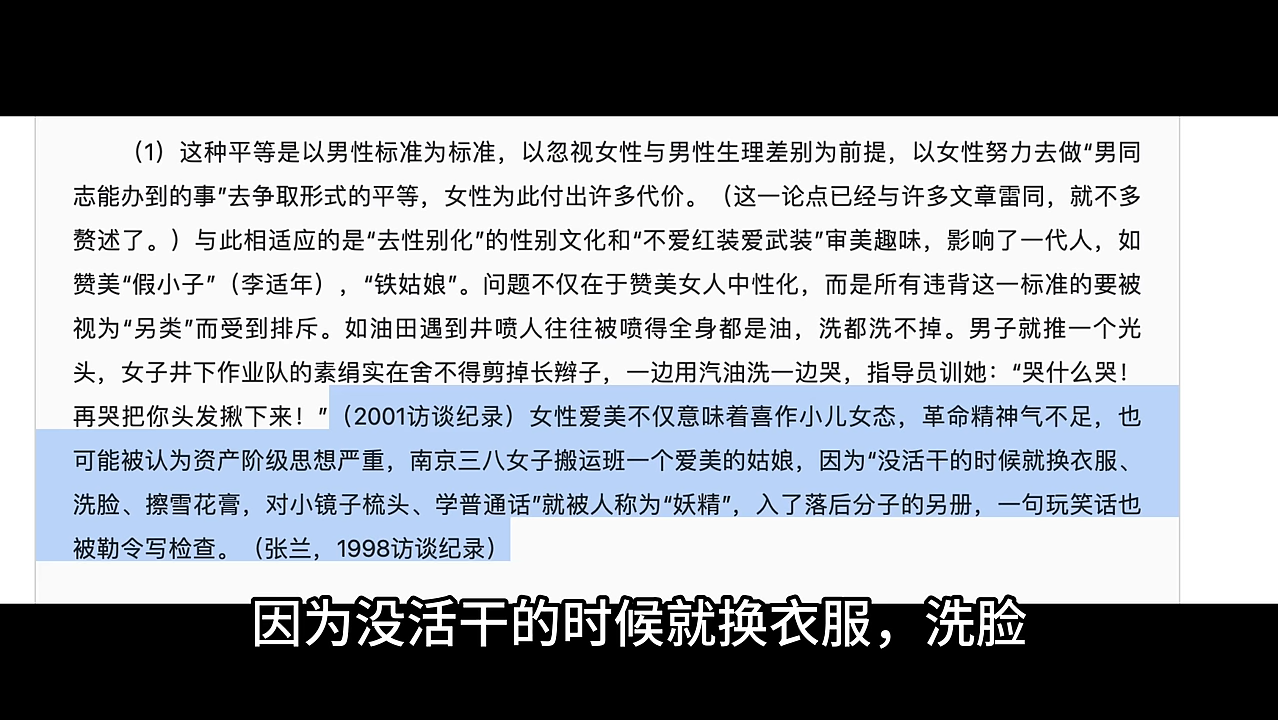 （1）这种平等是以男性标准为标准，以忽视女性与男性生理差别为前提，以女性努力去做“男同
志能办到的事”去争取形式的平等，女性为此付出许多代价。（这一论点已经与许多文章雷同，就不多
赘述了。）与此相适应的是“去性别化”的性别文化和“不爱红装爱武装”审美趣味，影响了一代人，如
赞美“假小子”（李适年），“铁姑娘”。问题不仅在于赞美女人中性化，而是所有违背这一标准的要被
视为“另类”而受到排斥。如油田遇到井喷人往往被喷得全身都是油，洗都洗不掉。男子就推一个光
头，女子井下作业队的素绢实在舍不得剪掉长辫子，一边用汽油洗一边哭，指导员训她：“哭什么哭！
再哭把你头发揪下来！”（2001访谈纪录）女性爱美不仅意味着喜作小儿女态，革命精神气不足，也
可能被认为资产阶级思想严重，南京三八女子搬运班一个爱美的姑娘，因为“没活干的时候就换衣服、
洗脸、擦雪花膏，对小镜子梳头、学普通话”就被人称为“妖精”，入了落后分子的另册，一句玩笑话也
被勒令写检查。（张兰，1998访谈纪录）
因为没活干的时候就换衣服，洗脸